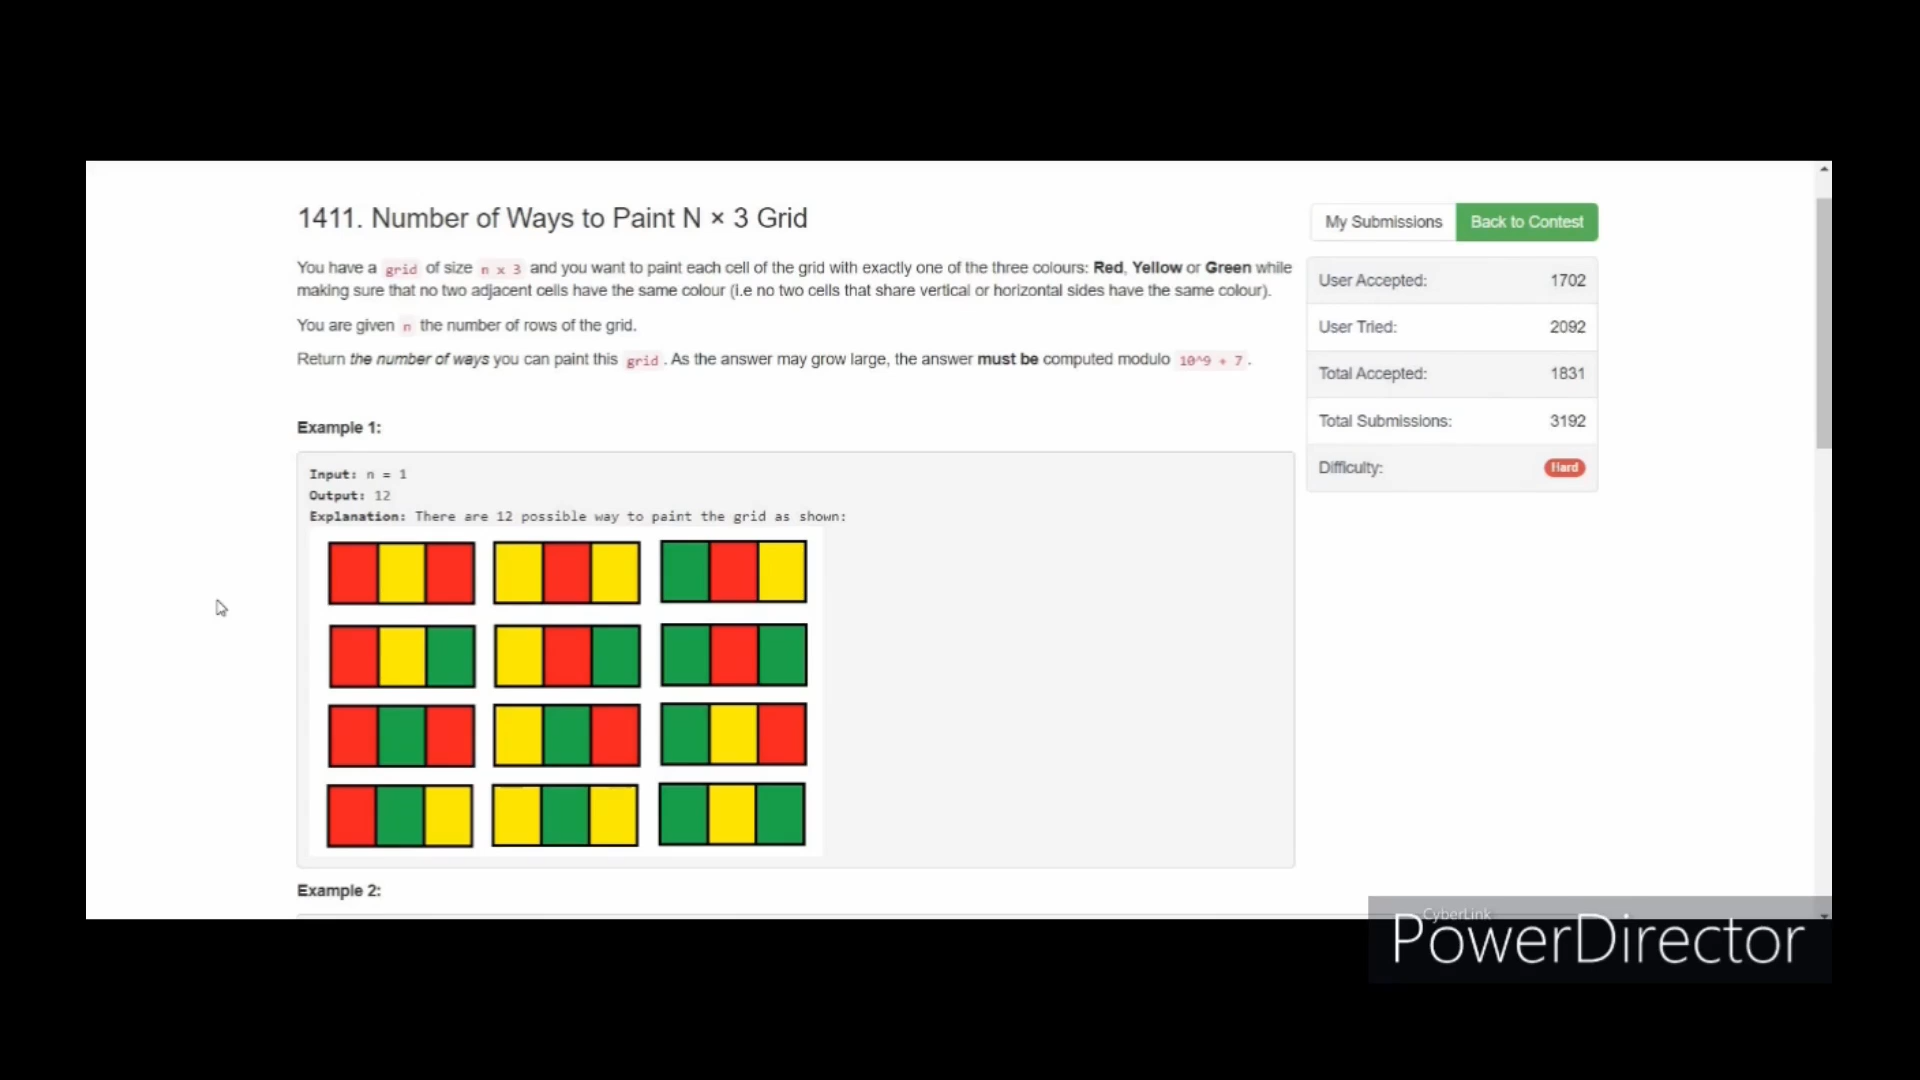 1411. Number of Ways to Paint N × 3 Grid
My Submissions
Back to Contest
You have a grid of size n x 3 and you want to paint each cell of the grid with exactly one of the three colours: Red, Yellow or Green while
making sure that no two adjacent cells have the same colour (i.e no two cells that share vertical or horizontal sides have the same colour).
You are given n the number of rows of the grid.
Return the number of ways you can paint this grid. As the answer may grow large, the answer must be computed modulo 10^9 + 7.
User Accepted: 1702
User Tried: 2092
Total Accepted: 1831
Total Submissions: 3192
Difficulty: Hard
Example 1:
Input: n = 1
Output: 12
Explanation: There are 12 possible way to paint the grid as shown:
Example 2:
CyberLink
PowerDirector